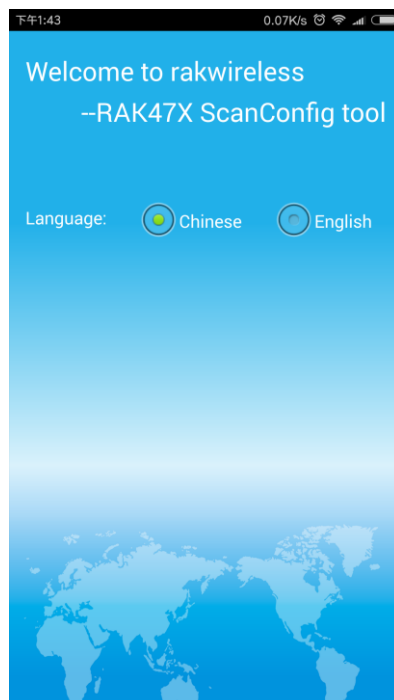 下午1:43 0.07K/s
Welcome to rakwireless
--RAK47X ScanConfig tool
Language: Chinese English